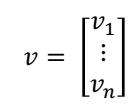 v = [v₁
⋮
vₙ]